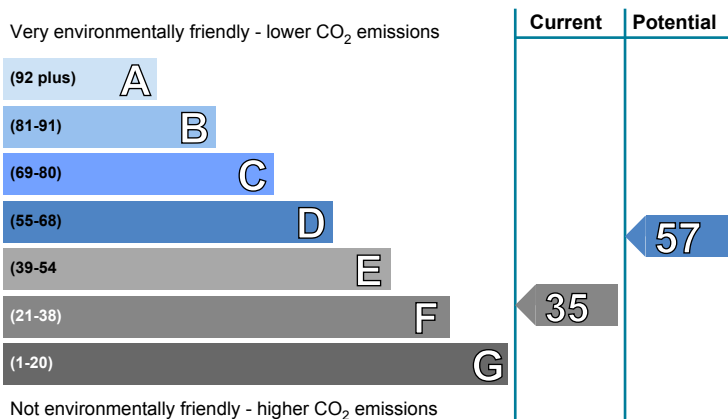 Current Potential
Very environmentally friendly - lower CO2 emissions
(92 plus) A
(81-91) B
(69-80) C
(55-68) D
57
(39-54 E
(21-38) F
35
(1-20) G
Not environmentally friendly - higher CO2 emissions